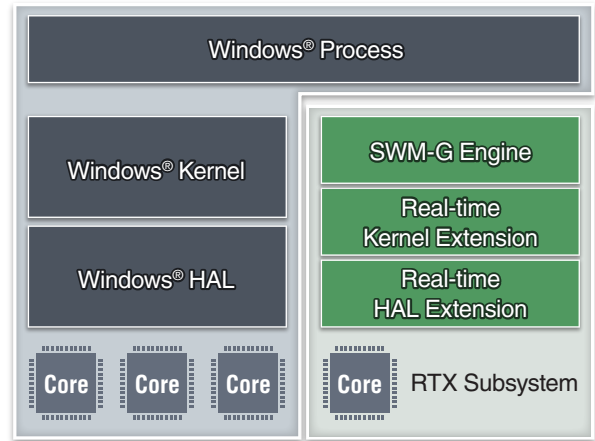 Windows® Process
Windows® Kernel
Windows® HAL
SWM-G Engine
Real-time
Kernel Extension
Real-time
HAL Extension
Core
Core
Core
Core
RTX Subsystem